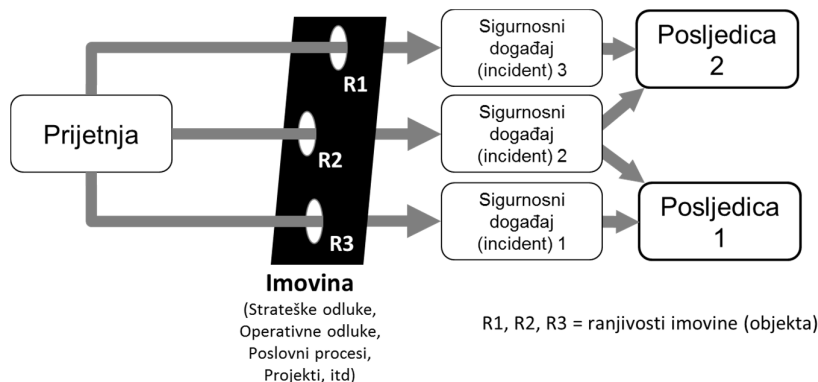 Prijetnja
R1
R2
R3
Imovina
(Strateške odluke,
Operativne odluke,
Poslovni procesi,
Projekti, itd)
Sigurnosni
događaj
(incident) 3
Sigurnosni
događaj
(incident) 2
Sigurnosni
događaj
(incident) 1
Posljedica
2
Posljedica
1
R1, R2, R3 = ranjivosti imovine (objekta)